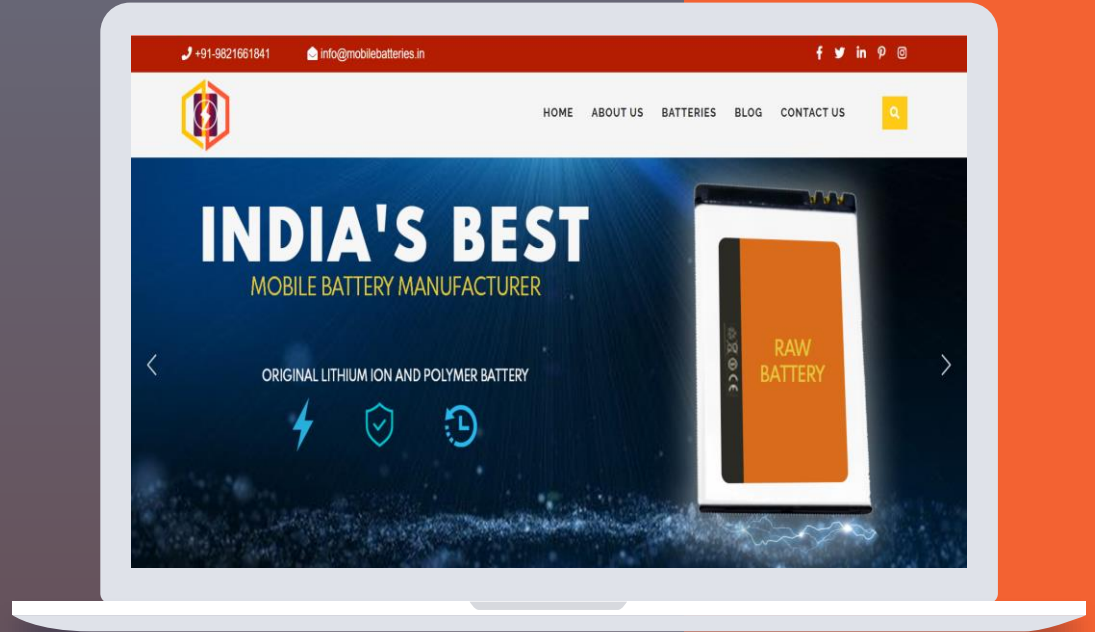 +91-9821661841 info@mobilebatteries.in
HOME ABOUT US BATTERIES BLOG CONTACT US
INDIA'S BEST
MOBILE BATTERY MANUFACTURER
ORIGINAL LITHIUM ION AND POLYMER BATTERY
RAW
BATTERY